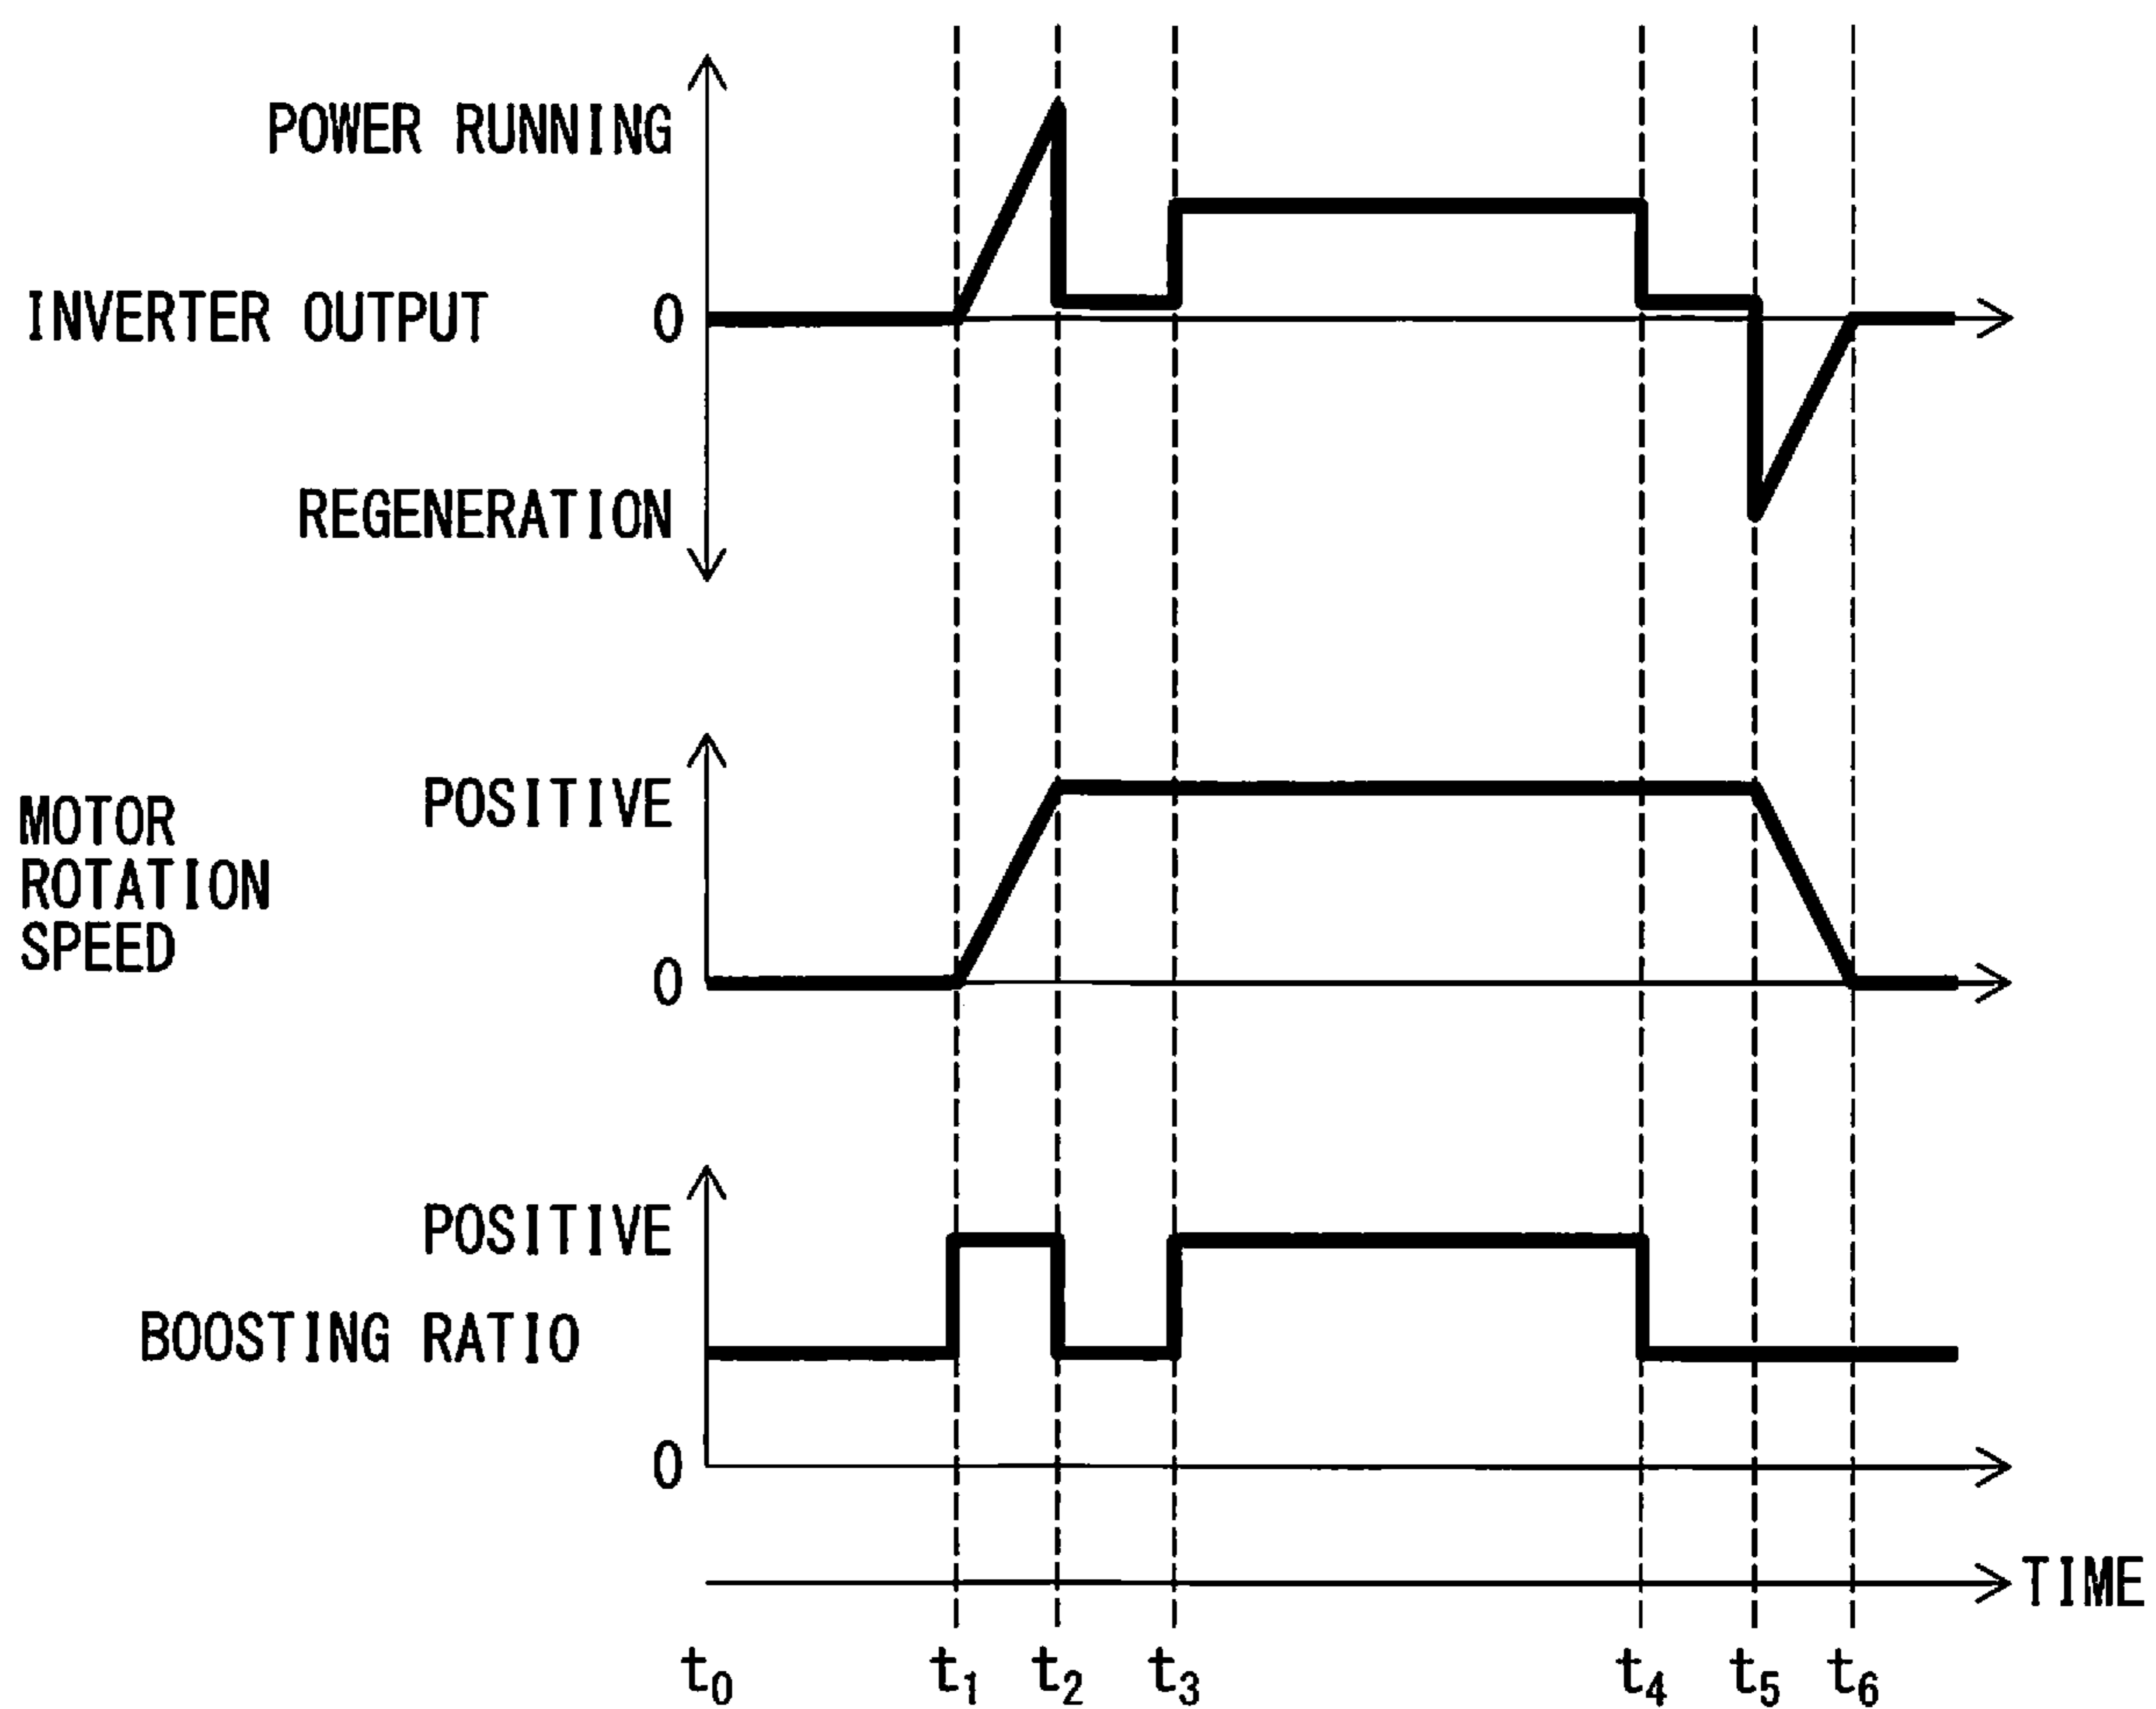 POWER RUNNING
INVERTER OUTPUT
0
REGENERATION
POSITIVE
MOTOR
ROTATION
SPEED
0
POSITIVE
BOOSTING RATIO
0
TIME
t0 t1 t2 t3 t4 t5 t6